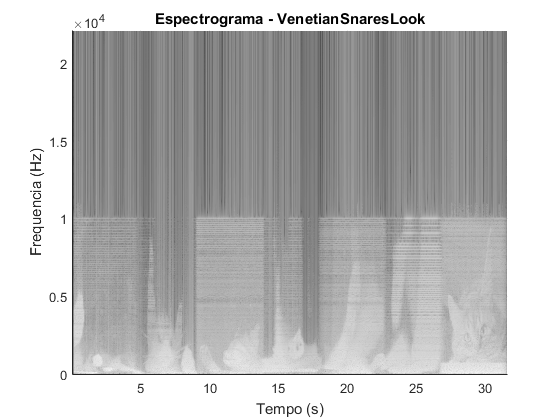 Espectrograma - VenetianSnaresLook
×10⁴
2
1.5
1
0.5
0
5 10 15 20 25 30
Frequencia (Hz)
Tempo (s)